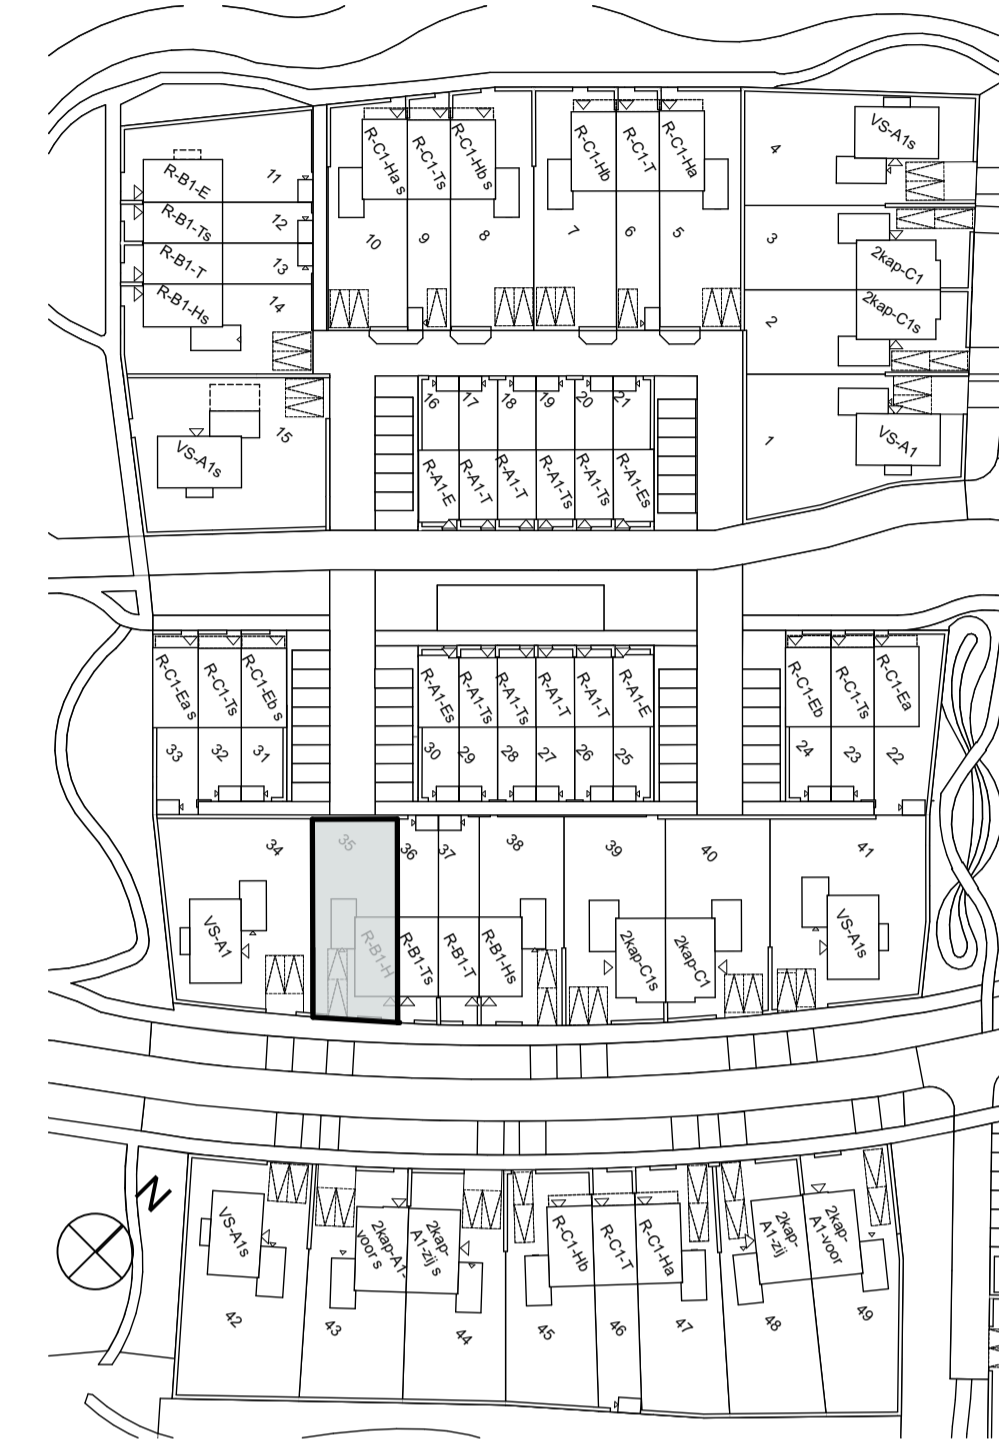 R-C1-Ha s
R-C1-Ts
R-C1-Hb s
R-C1-Hb
R-C1-T
R-C1-Ha
VS-A1s
4
R-B1-E
11
R-B1-Ts
12
R-B1-T
13
R-B1-Hs
14
10
9
8
7
6
5
3
2kap-C1
2
2kap-C1s
15
VS-A1s
16
17
18
19
20
21
R-A1-E
R-A1-T
R-A1-T
R-A1-Ts
R-A1-Ts
R-A1-Es
1
VS-A1
R-C1-Ea s
R-C1-Ts
R-C1-Eb s
R-A1-Es
R-A1-Ts
R-A1-Ts
R-A1-T
R-A1-T
R-A1-E
R-C1-Eb
R-C1-Ts
R-C1-Ea
33
32
31
30
29
28
27
26
25
24
23
22
34
35
36
37
38
39
40
41
VS-A1
R-B1-H
R-B1-Ts
R-B1-T
R-B1-Hs
2kap-C1s
2kap-C1
VS-A1s
N
VS-A1s
2kap-A1-
voor s
2kap-
A1-zij s
R-C1-Hb
R-C1-T
R-C1-Ha
2kap-
A1-zij
2kap-
A1-voor
42
43
44
45
46
47
48
49